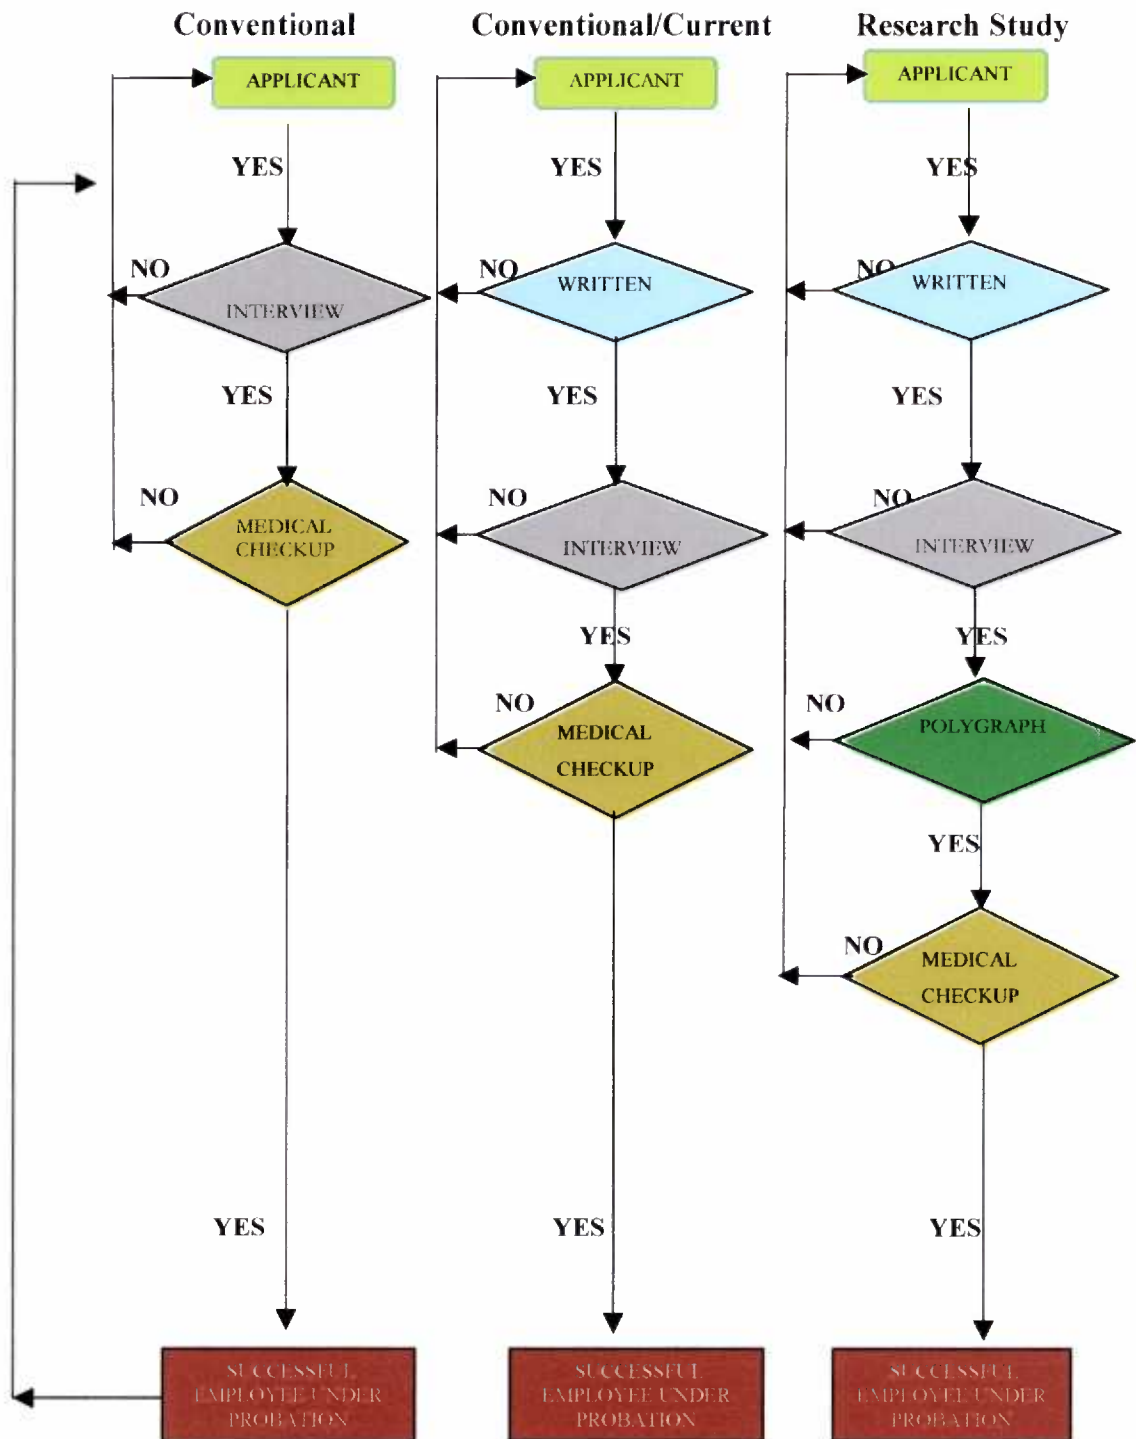 Conventional
Conventional/Current
Research Study
APPLICANT
YES
NO
INTERVIEW
YES
NO
MEDICAL
CHECKUP
YES
SUCCESSFUL
EMPLOYEE UNDER
PROBATION
APPLICANT
YES
NO
WRITTEN
YES
NO
INTERVIEW
YES
NO
MEDICAL
CHECKUP
YES
SUCCESSFUL
EMPLOYEE UNDER
PROBATION
APPLICANT
YES
NO
WRITTEN
YES
NO
INTERVIEW
YES
NO
POLYGRAPH
YES
NO
MEDICAL
CHECKUP
YES
SUCCESSFUL
EMPLOYEE UNDER
PROBATION